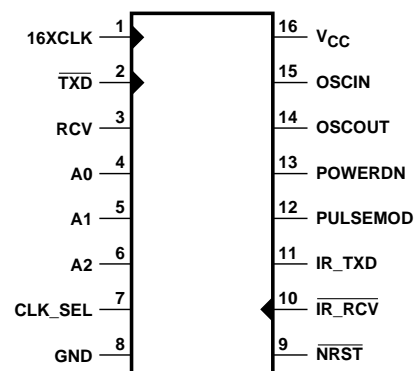 16XCLK 1 16 VCC
TXD 2 15 OSCIN
RCV 3 14 OSCOUT
A0 4 13 POWERDN
A1 5 12 PULSEMOD
A2 6 11 IR_TXD
CLK_SEL 7 10 IR_RCV
GND 8 9 NRST